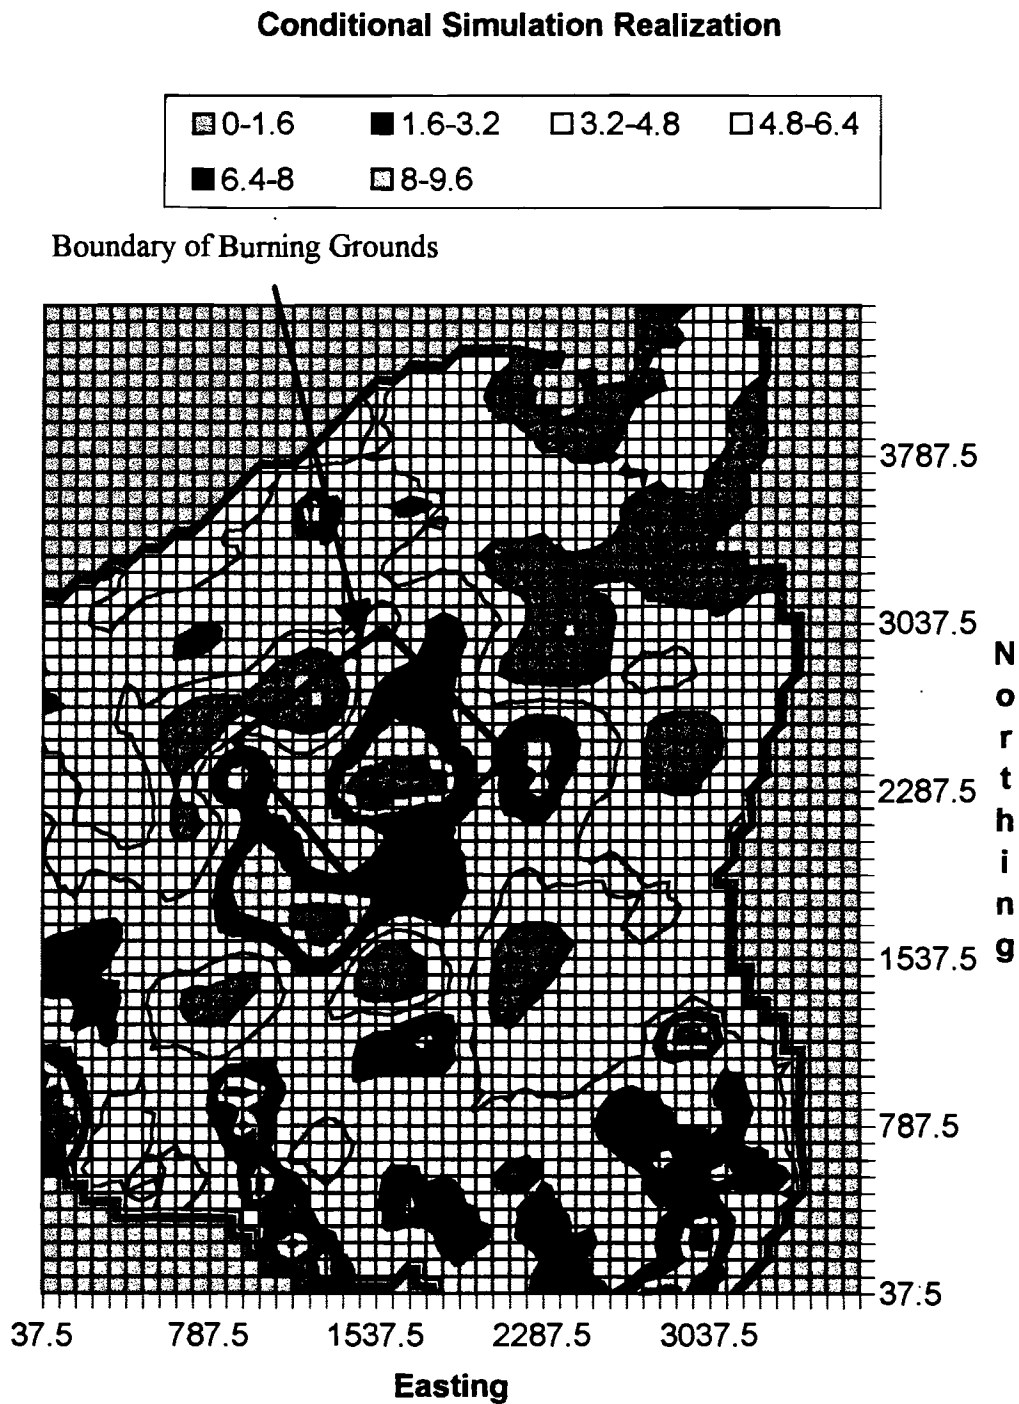 Conditional Simulation Realization
0-1.6 1.6-3.2 3.2-4.8 4.8-6.4
6.4-8 8-9.6
Boundary of Burning Grounds
3787.5
3037.5
2287.5
1537.5
787.5
37.5
Northing
37.5 787.5 1537.5 2287.5 3037.5
Easting